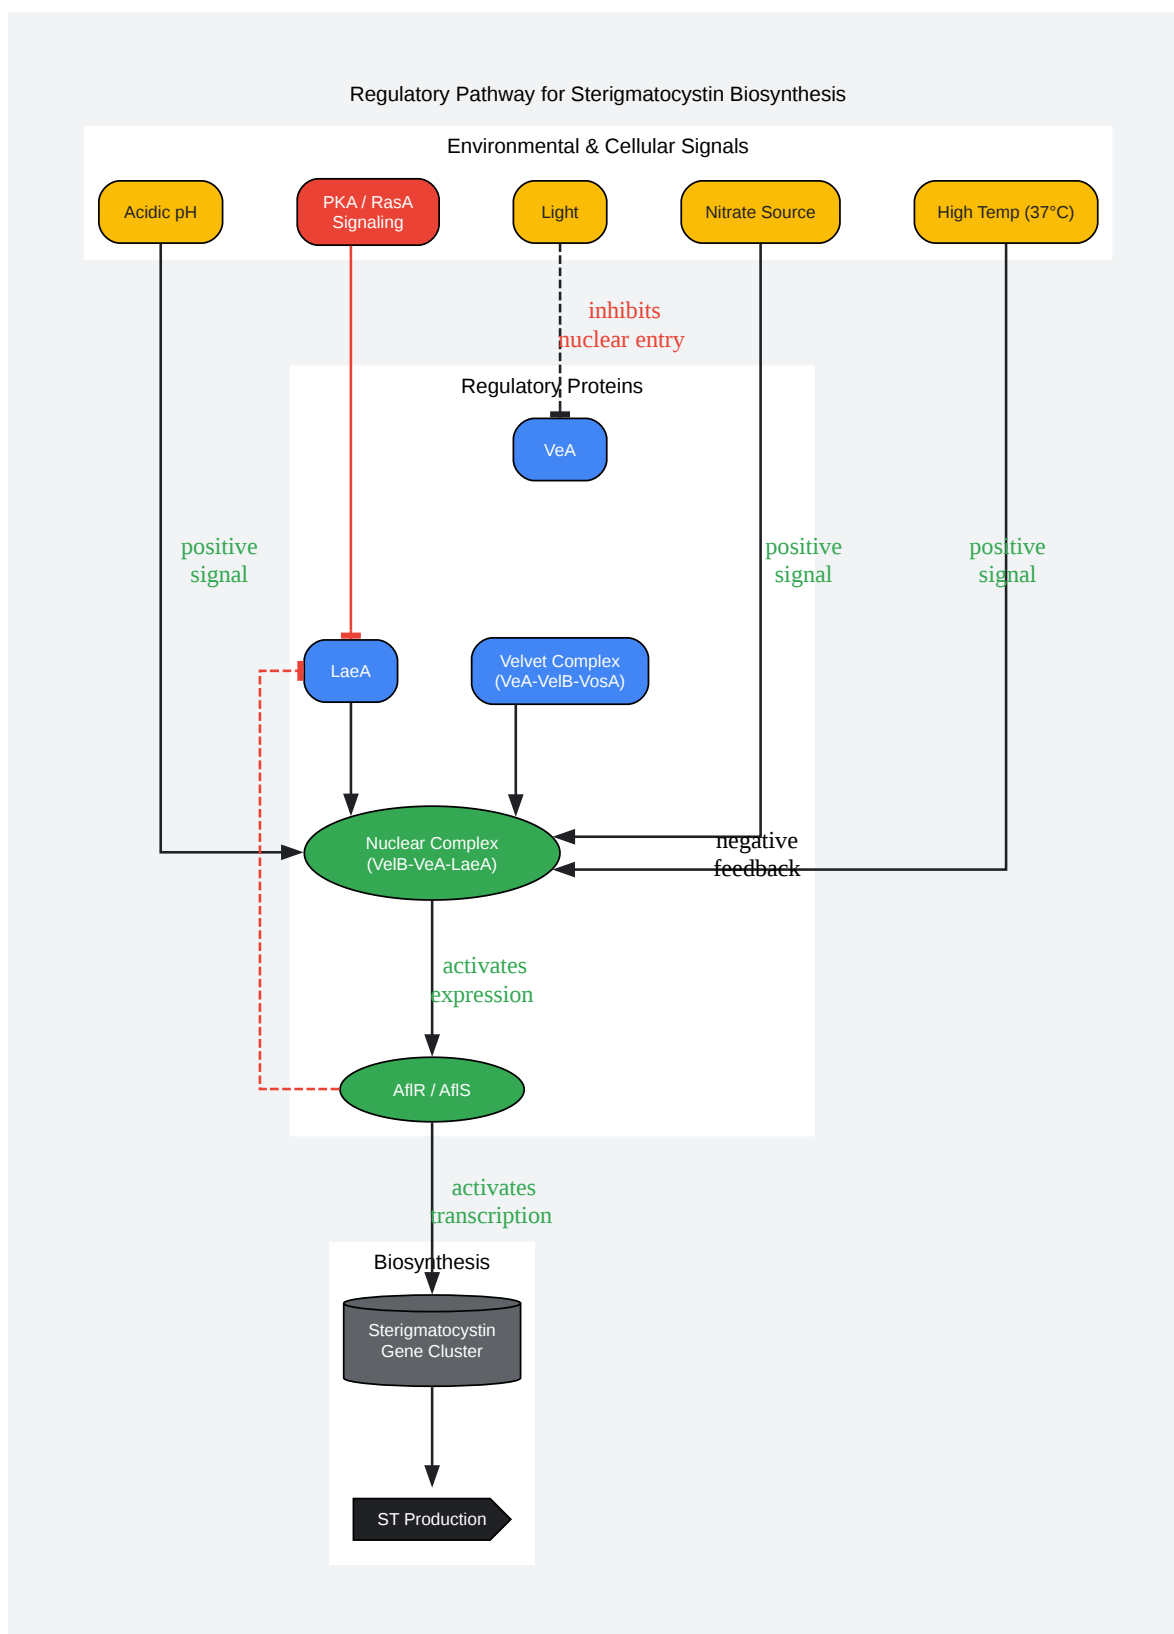 Regulatory Pathway for Sterigmatocystin Biosynthesis
Environmental & Cellular Signals
Acidic pH
PKA / RasA
Signaling
Light
Nitrate Source
High Temp (37°C)
inhibits
nuclear entry
Regulatory Proteins
VeA
positive
signal
positive
signal
positive
signal
LaeA
Velvet Complex
(VeA-VelB-VosA)
Nuclear Complex
(VelB-VeA-LaeA)
negative
feedback
activates
expression
AflR / AflS
activates
transcription
Biosynthesis
Sterigmatocystin
Gene Cluster
ST Production